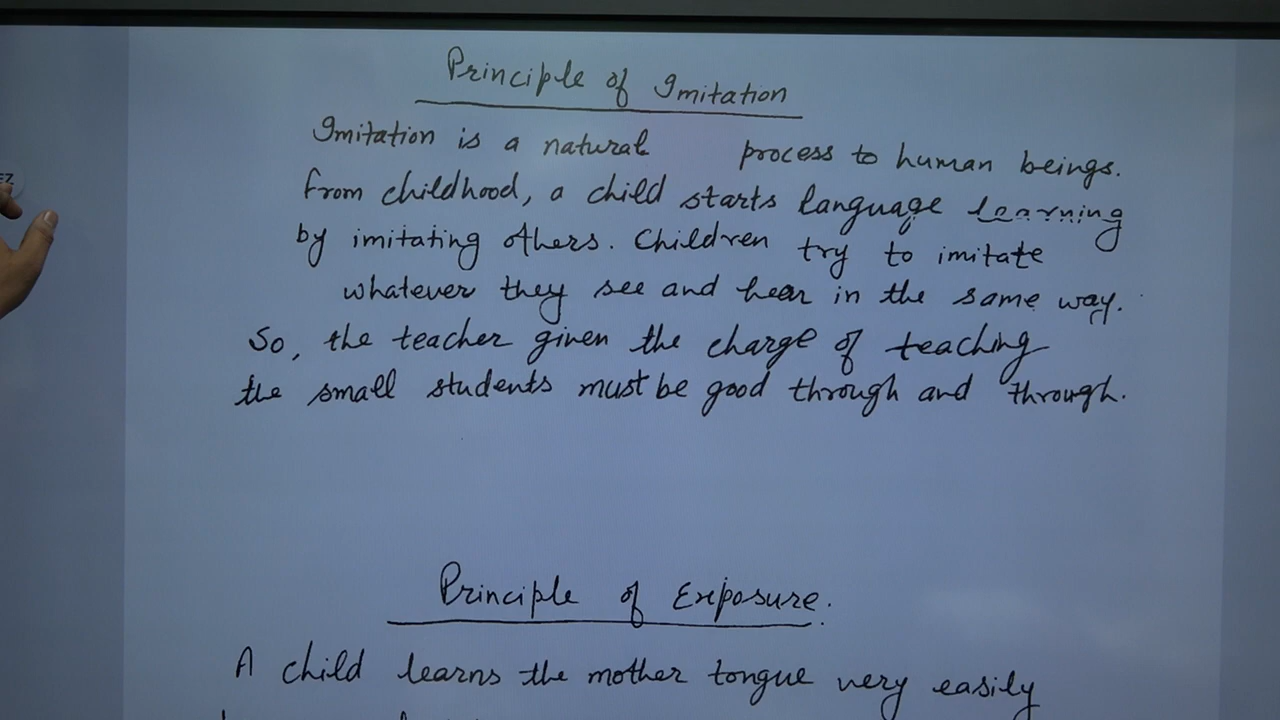 Principle of Imitation
Imitation is a natural process to human beings.
From childhood, a child starts language learning
by imitating others. Children try to imitate
whatever they see and hear in the same way.
So, the teacher given the charge of teaching
the small students must be good through and through.
Principle of Exposure.
A child learns the mother tongue very easily